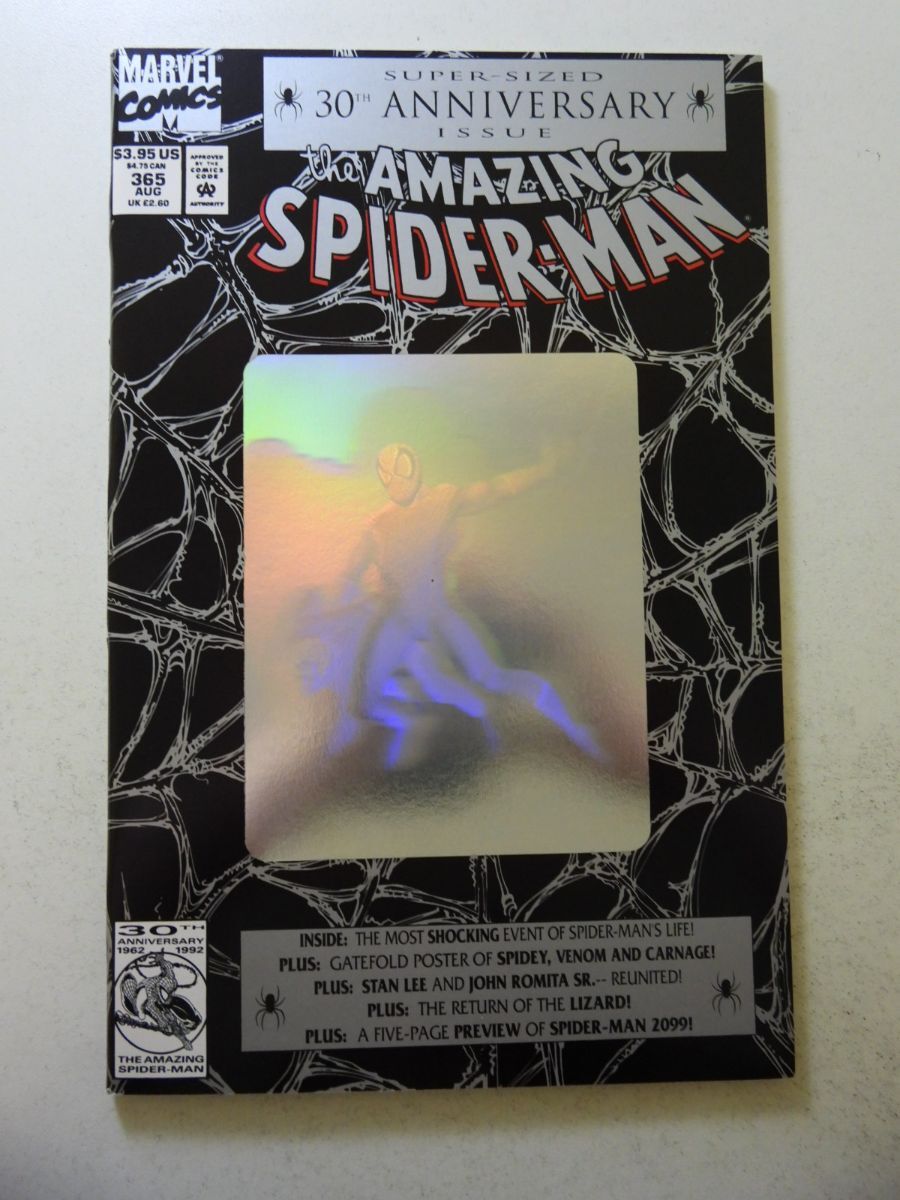 MARVEL
COMICS
M
$3.95 US
$4.75 CAN
365
AUG
UK £2.60
APPROVED
BY THE
COMICS
CODE
CA
AUTHORITY
SUPER-SIZED
30TH ANNIVERSARY
ISSUE
the AMAZING
SPIDER-MAN
INSIDE: THE MOST SHOCKING EVENT OF SPIDER-MAN'S LIFE!
PLUS: GATEFOLD POSTER OF SPIDEY, VENOM AND CARNAGE!
PLUS: STAN LEE AND JOHN ROMITA SR.-- REUNITED!
PLUS: THE RETURN OF THE LIZARD!
PLUS: A FIVE-PAGE PREVIEW OF SPIDER-MAN 2099!
30TH
ANNIVERSARY
1962 1992
THE AMAZING
SPIDER-MAN